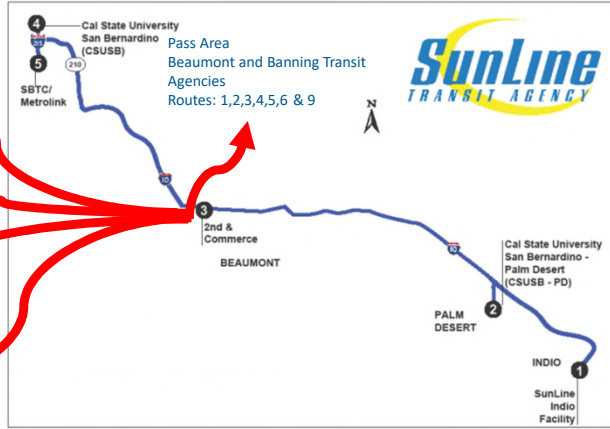 4
Cal State University
San Bernardino
(CSUSB)
215
5
210
SBTC/
Metrolink
Pass Area
Beaumont and Banning Transit
Agencies
Routes: 1,2,3,4,5,6 & 9
SunLine
TRANSIT AGENCY
N
10
3
2nd &
Commerce
BEAUMONT
10
Cal State University
San Bernardino -
Palm Desert
(CSUSB - PD)
2
PALM
DESERT
INDIO
1
SunLine
Indio
Facility